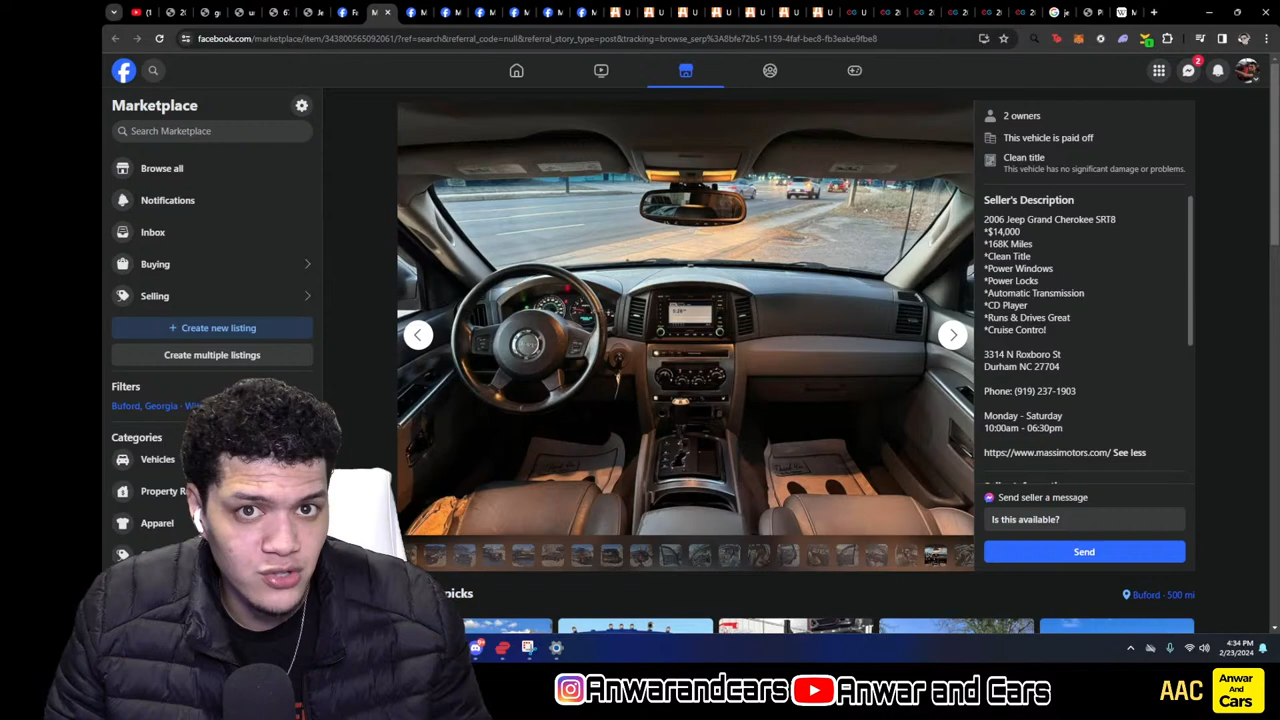 facebook.com/marketplace/item/343800565092061/?ref=search&referral_code=null&referral_story_type=post&tracking=browse_serp%3A8bfe72b5-1159-4faf-bec8-fb3eabe9fbe8
2
Marketplace
Search Marketplace
Browse all
Notifications
Inbox
Buying
Selling
+ Create new listing
Create multiple listings
Filters
Buford, Georgia
Categories
Vehicles
Property R
Apparel
2 owners
This vehicle is paid off
Clean title
This vehicle has no significant damage or problems.
Seller's Description
2006 Jeep Grand Cherokee SRT8
*$14,000
*168K Miles
*Clean Title
*Power Windows
*Power Locks
*Automatic Transmission
*CD Player
*Runs & Drives Great
*Cruise Control
3314 N Roxboro St
Durham NC 27704
Phone: (919) 237-1903
Monday - Saturday
10:00am - 06:30pm
https://www.massimotors.com/ See less
Send seller a message
Is this available?
Send
picks
Buford · 500 mi
4:34 PM
2/23/2024
Anwarandcars
Anwar and Cars
AAC
Anwar
And
Cars